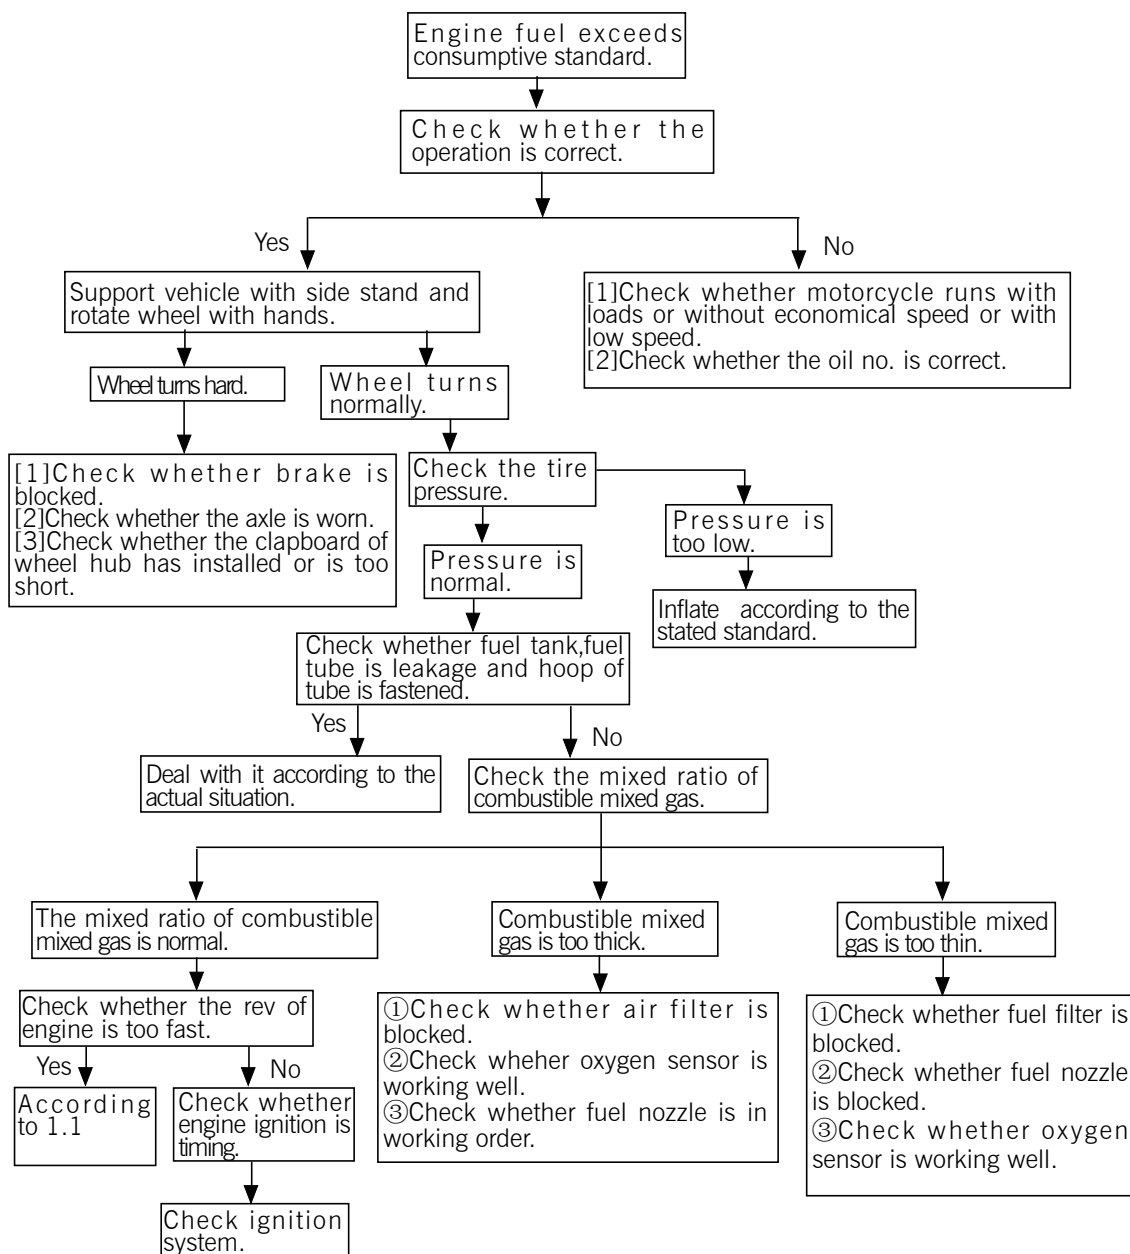 Engine fuel exceeds
consumptive standard.
Check whether the
operation is correct.
Yes
No
Support vehicle with side stand and
rotate wheel with hands.
[1]Check whether motorcycle runs with
loads or without economical speed or with
low speed.
[2]Check whether the oil no. is correct.
Wheel turns hard.
Wheel turns
normally.
[1]Check whether brake is
blocked.
[2]Check whether the axle is worn.
[3]Check whether the clapboard of
wheel hub has installed or is too
short.
Check the tire
pressure.
Pressure is
too low.
Pressure is
normal.
Inflate according to the
stated standard.
Check whether fuel tank,fuel
tube is leakage and hoop of
tube is fastened.
Yes
No
Deal with it according to the
actual situation.
Check the mixed ratio of
combustible mixed gas.
The mixed ratio of combustible
mixed gas is normal.
Combustible mixed
gas is too thick.
Combustible mixed
gas is too thin.
Check whether the rev of
engine is too fast.
①Check whether air filter is
blocked.
②Check wheher oxygen sensor is
working well.
③Check whether fuel nozzle is in
working order.
①Check whether fuel filter is
blocked.
②Check whether fuel nozzle
is blocked.
③Check whether oxygen
sensor is working well.
Yes
No
According
to 1.1
Check whether
engine ignition is
timing.
Check ignition
system.